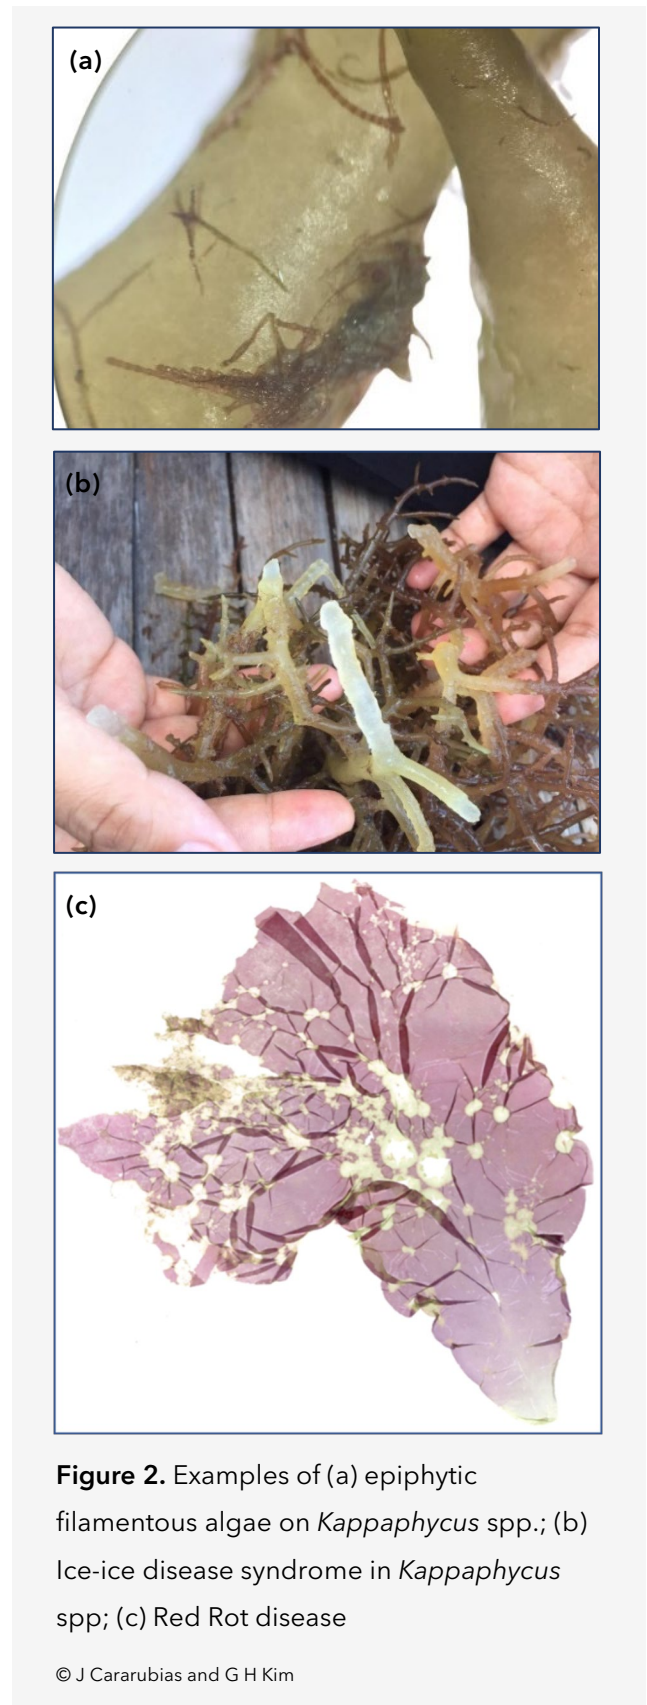 (a)
(b)
(c)
Figure 2. Examples of (a) epiphytic
filamentous algae on Kappaphycus spp.; (b)
Ice-ice disease syndrome in Kappaphycus
spp; (c) Red Rot disease
© J Cararubias and G H Kim